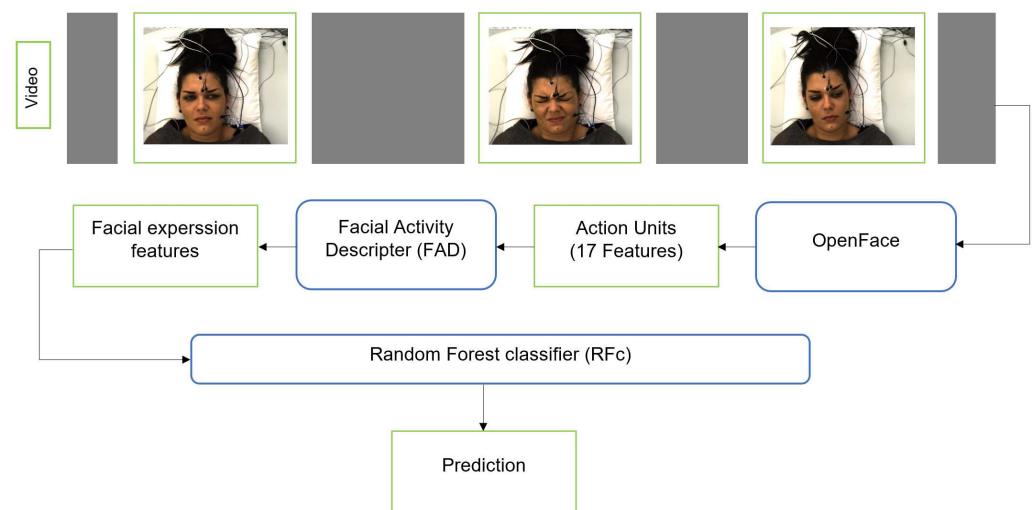 Video
Facial experssion
features
Facial Activity
Descripter (FAD)
Action Units
(17 Features)
OpenFace
Random Forest classifier (RFc)
Prediction